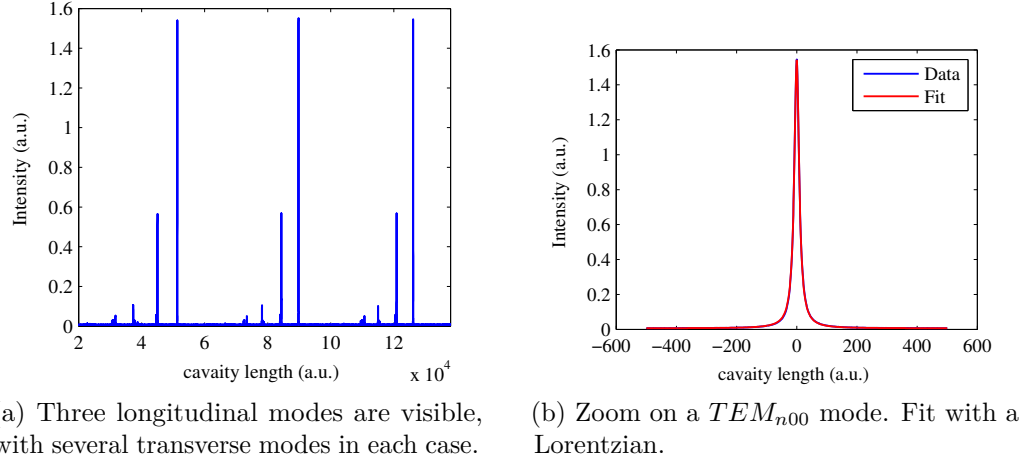 1.6
1.4
1.2
1
0.8
0.6
0.4
0.2
0
Intensity (a.u.)
2 4 6 8 10 12
x 10^4
cavaity length (a.u.)
a) Three longitudinal modes are visible,
with several transverse modes in each case.
1.6
1.4
1.2
1
0.8
0.6
0.4
0.2
0
Intensity (a.u.)
Data
Fit
−600 −400 −200 0 200 400 600
cavaity length (a.u.)
(b) Zoom on a TEM_{n00} mode. Fit with a
Lorentzian.